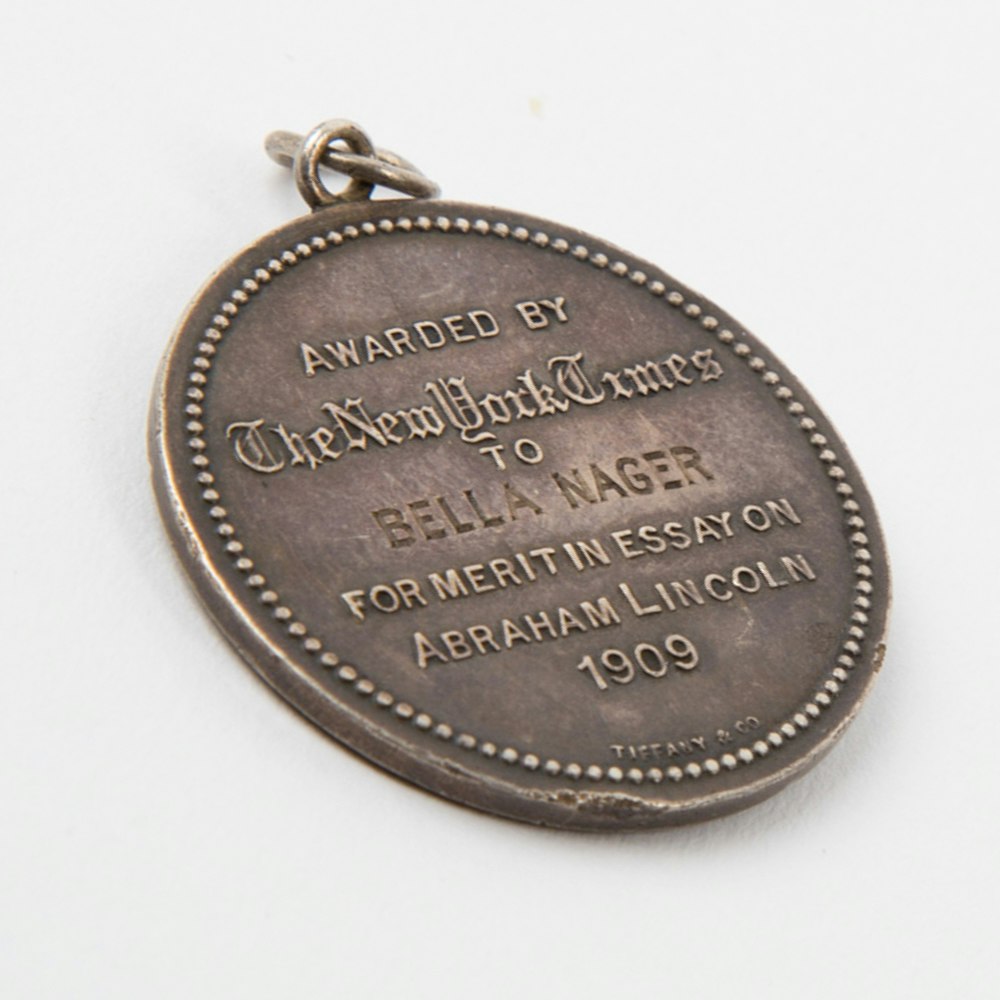 AWARDED BY
The New York Times
TO
BELLA NAGER
FOR MERIT IN ESSAY ON
ABRAHAM LINCOLN
1909
TIFFANY & CO